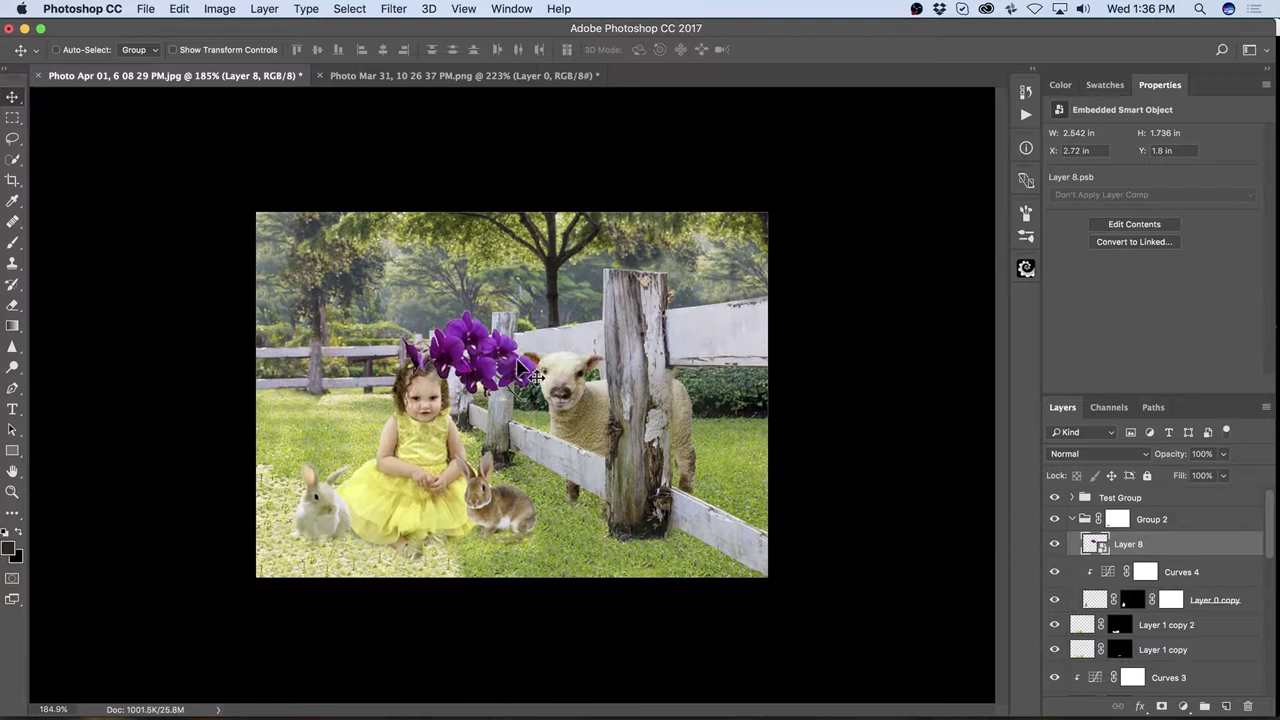 Photoshop CC File Edit Image Layer Type Select Filter 3D View Window Help Wed 1:36 PM
Adobe Photoshop CC 2017
Auto-Select: Group Show Transform Controls 3D Mode:
Photo Apr 01, 6 08 29 PM.jpg @ 185% (Layer 8, RGB/8) * Photo Mar 31, 10 26 37 PM.png @ 223% (Layer 0, RGB/8#) *
Color Swatches Properties
Embedded Smart Object
W: 2.542 in H: 1.736 in
X: 2.72 in Y: 1.8 in
Layer 8.psb
Don't Apply Layer Comp
Edit Contents
Convert to Linked...
Layers Channels Paths
Kind
Normal Opacity: 100%
Lock: Fill: 100%
Test Group
Group 2
Layer 8
Curves 4
Layer 0 copy
Layer 1 copy 2
Layer 1 copy
Curves 3
184.9% Doc: 1001.5K/25.8M